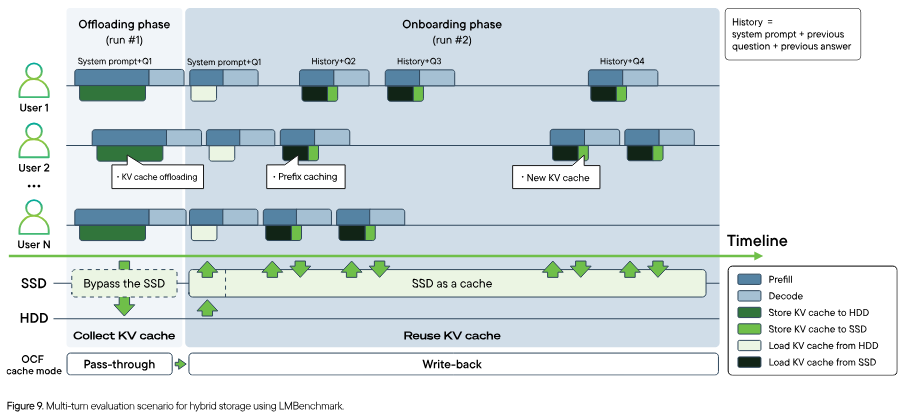 Offloading phase
(run #1)
Onboarding phase
(run #2)
History =
system prompt + previous
question + previous answer
System prompt+Q1
System prompt+Q1
History+Q2
History+Q3
History+Q4
User 1
User 2
· KV cache offloading
· Prefix caching
· New KV cache
...
User N
Timeline
SSD
Bypass the SSD
SSD as a cache
HDD
Collect KV cache
Reuse KV cache
OCF
cache mode
Pass-through
Write-back
Prefill
Decode
Store KV cache to HDD
Store KV cache to SSD
Load KV cache from HDD
Load KV cache from SSD
Figure 9. Multi-turn evaluation scenario for hybrid storage using LMBenchmark.